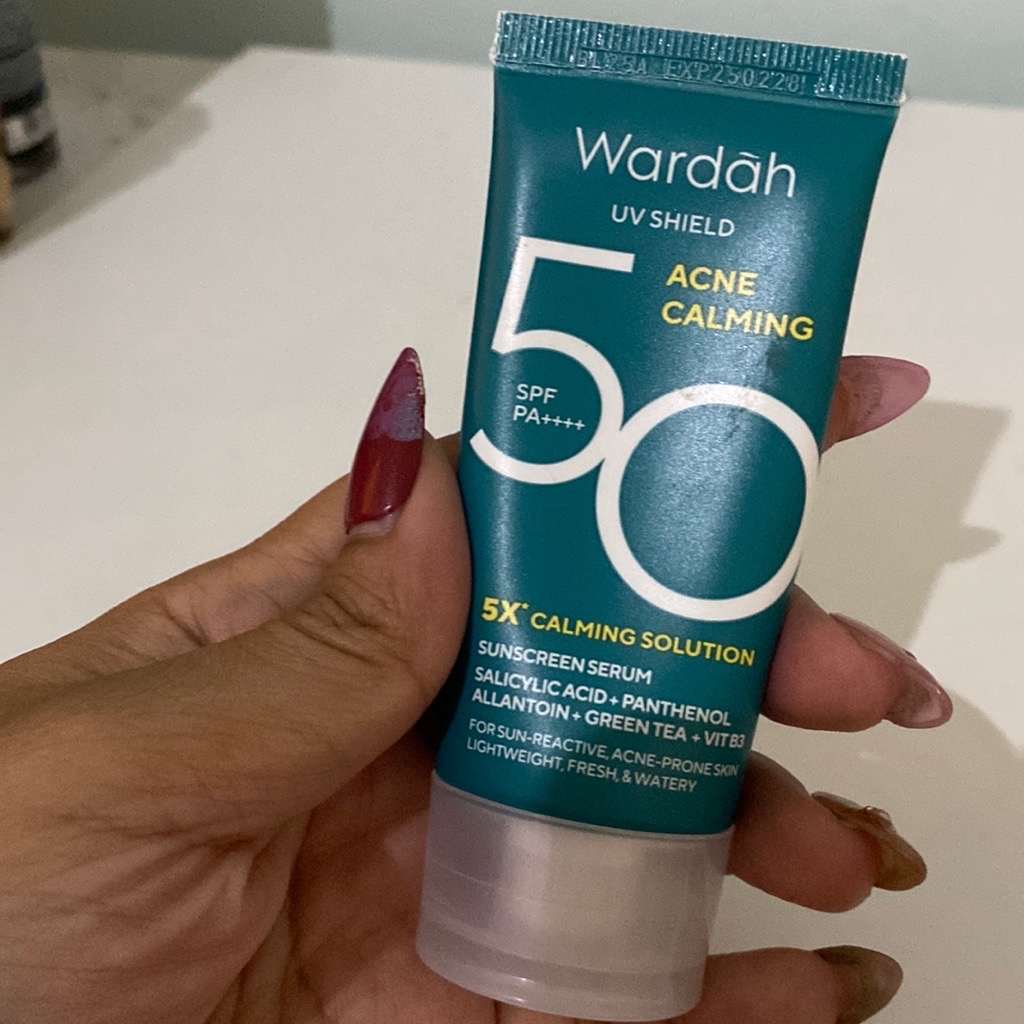 EXP250228
Wardāh
UV SHIELD
50
ACNE
CALMING
SPF
PA++++
5X* CALMING SOLUTION
SUNSCREEN SERUM
SALICYLIC ACID + PANTHENOL
ALLANTOIN + GREEN TEA + VIT B3
FOR SUN-REACTIVE, ACNE-PRONE SKIN
LIGHTWEIGHT, FRESH, & WATERY